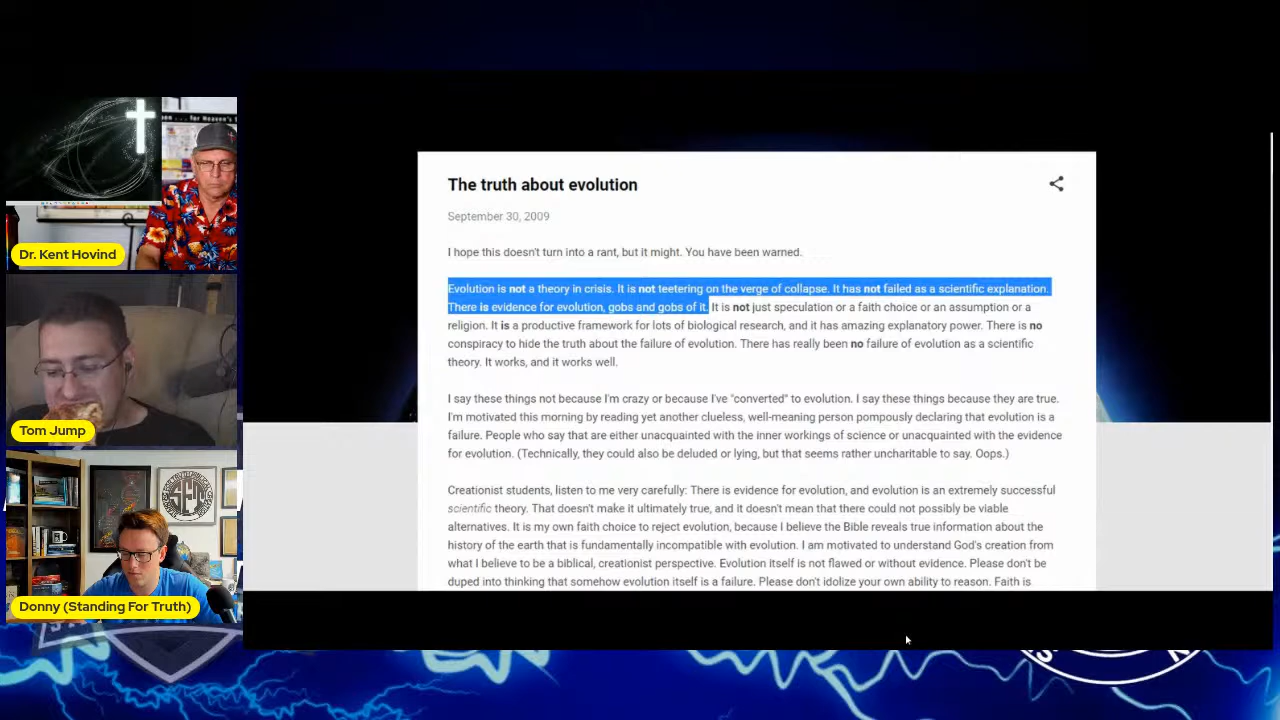 Dr. Kent Hovind
Tom Jump
Donny (Standing For Truth)
The truth about evolution
September 30, 2009
I hope this doesn't turn into a rant, but it might. You have been warned.
Evolution is not a theory in crisis. It is not teetering on the verge of collapse. It has not failed as a scientific explanation.
There is evidence for evolution, gobs and gobs of it. It is not just speculation or a faith choice or an assumption or a
religion. It is a productive framework for lots of biological research, and it has amazing explanatory power. There is no
conspiracy to hide the truth about the failure of evolution. There has really been no failure of evolution as a scientific
theory. It works, and it works well.
I say these things not because I'm crazy or because I've "converted" to evolution. I say these things because they are true.
I'm motivated this morning by reading yet another clueless, well-meaning person pompously declaring that evolution is a
failure. People who say that are either unacquainted with the inner workings of science or unacquainted with the evidence
for evolution. (Technically, they could also be deluded or lying, but that seems rather uncharitable to say. Oops.)
Creationist students, listen to me very carefully: There is evidence for evolution, and evolution is an extremely successful
scientific theory. That doesn't make it ultimately true, and it doesn't mean that there could not possibly be viable
alternatives. It is my own faith choice to reject evolution, because I believe the Bible reveals true information about the
history of the earth that is fundamentally incompatible with evolution. I am motivated to understand God's creation from
what I believe to be a biblical, creationist perspective. Evolution itself is not flawed or without evidence. Please don't be
duped into thinking that somehow evolution itself is a failure. Please don't idolize your own ability to reason. Faith is